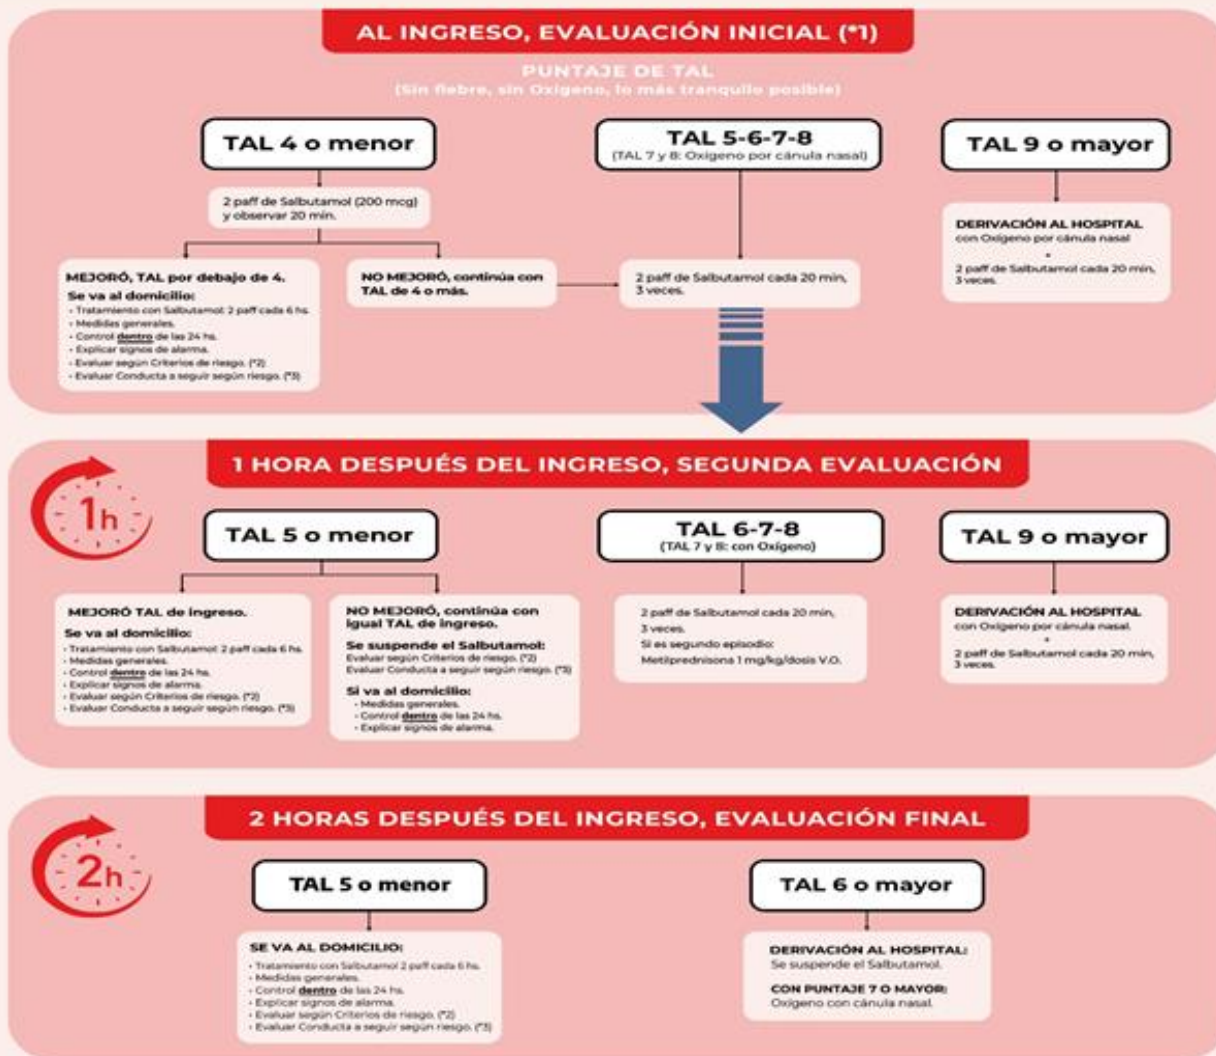 AL INGRESO, EVALUACIÓN INICIAL (*1)
PUNTAJE DE TAL
(Sin fiebre, sin Oxígeno, lo más tranquilo posible)
TAL 4 o menor
2 paff de Salbutamol (200 mcg)
y observar 20 min.
MEJORÓ, TAL por debajo de 4.
Se va al domicilio:
• Tratamiento con Salbutamol: 2 paff cada 6 hs.
• Medidas generales.
• Control dentro de las 24 hs.
• Explicar signos de alarma.
• Evaluar según Criterios de riesgo. (*2)
• Evaluar Conducta a seguir según riesgo. (*3)
NO MEJORÓ, continúa con
TAL de 4 o más.
TAL 5-6-7-8
(TAL 7 y 8: Oxígeno por cánula nasal)
2 paff de Salbutamol cada 20 min,
3 veces.
TAL 9 o mayor
DERIVACIÓN AL HOSPITAL
con Oxígeno por cánula nasal
+
2 paff de Salbutamol cada 20 min,
3 veces.
1 HORA DESPUÉS DEL INGRESO, SEGUNDA EVALUACIÓN
1h
TAL 5 o menor
MEJORÓ TAL de ingreso.
Se va al domicilio:
• Tratamiento con Salbutamol: 2 paff cada 6 hs.
• Medidas generales.
• Control dentro de las 24 hs.
• Explicar signos de alarma.
• Evaluar según Criterios de riesgo. (*2)
• Evaluar Conducta a seguir según riesgo. (*3)
NO MEJORÓ, continúa con
igual TAL de ingreso.
Se suspende el Salbutamol:
Evaluar según Criterios de riesgo. (*2)
Evaluar Conducta a seguir según riesgo. (*3)
Si va al domicilio:
• Medidas generales.
• Control dentro de las 24 hs.
• Explicar signos de alarma.
TAL 6-7-8
(TAL 7 y 8: con Oxígeno)
2 paff de Salbutamol cada 20 min,
3 veces.
Si es segundo episodio:
Metilprednisona 1 mg/kg/dosis V.O.
TAL 9 o mayor
DERIVACIÓN AL HOSPITAL
con Oxígeno por cánula nasal.
+
2 paff de Salbutamol cada 20 min,
3 veces.
2 HORAS DESPUÉS DEL INGRESO, EVALUACIÓN FINAL
2h
TAL 5 o menor
SE VA AL DOMICILIO:
• Tratamiento con Salbutamol 2 paff cada 6 hs.
• Medidas generales.
• Control dentro de las 24 hs.
• Explicar signos de alarma.
• Evaluar según Criterios de riesgo. (*2)
• Evaluar Conducta a seguir según riesgo. (*3)
TAL 6 o mayor
DERIVACIÓN AL HOSPITAL:
Se suspende el Salbutamol.
CON PUNTAJE 7 O MAYOR:
Oxígeno con cánula nasal.